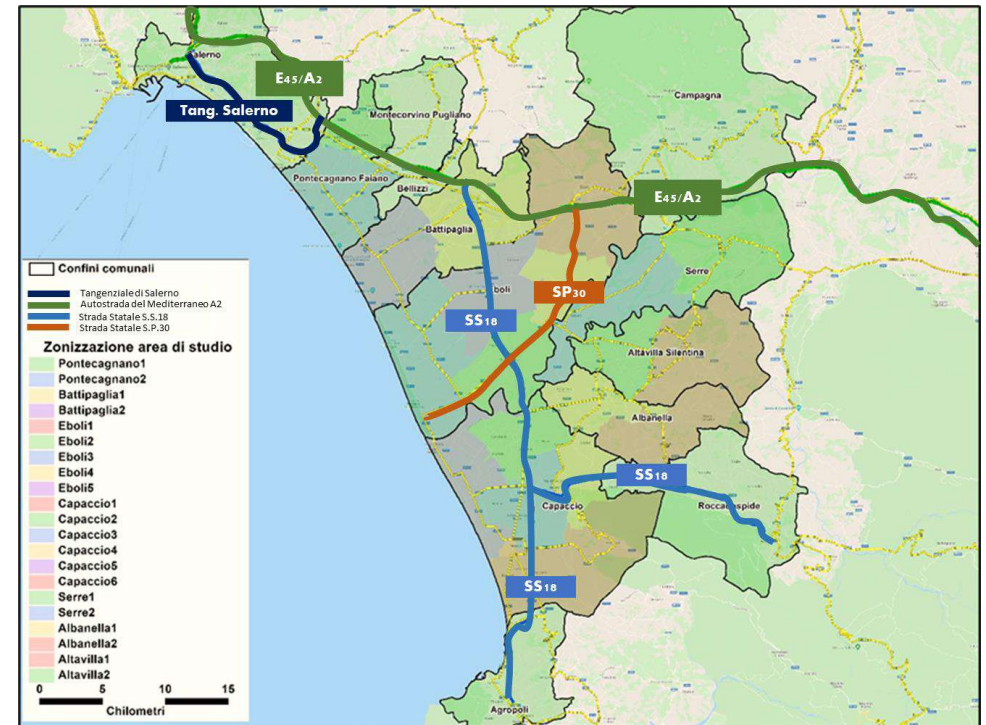 Salerno
E45/A2
Tang. Salerno
Campagna
Montecorvino Pugliano
Pontecagnano Faiano
Bellizzi
E45/A2
Battipaglia
Serre
Eboli
SP30
SS18
Altavilla Silentina
Albanella
SS18
Capaccio
Roccadaspide
SS18
Agropoli
Confini comunali
Tangenziale di Salerno
Autostrada del Mediterraneo A2
Strada Statale S.S.18
Strada Statale S.P.30
Zonizzazione area di studio
Pontecagnano1
Pontecagnano2
Battipaglia1
Battipaglia2
Eboli1
Eboli2
Eboli3
Eboli4
Eboli5
Capaccio1
Capaccio2
Capaccio3
Capaccio4
Capaccio5
Capaccio6
Serre1
Serre2
Albanella1
Albanella2
Altavilla1
Altavilla2
0 5 10 15
Chilometri